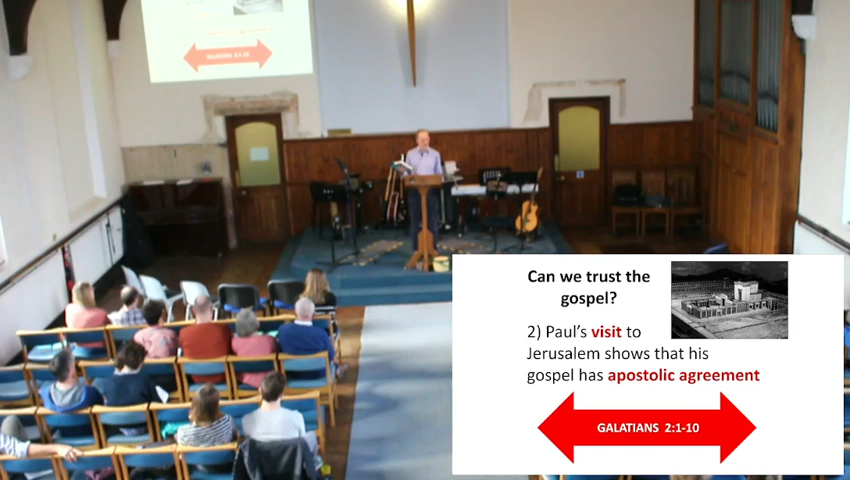 Can we trust the
gospel?
2) Paul's visit to
Jerusalem shows that his
gospel has apostolic agreement
GALATIANS 2:1-10